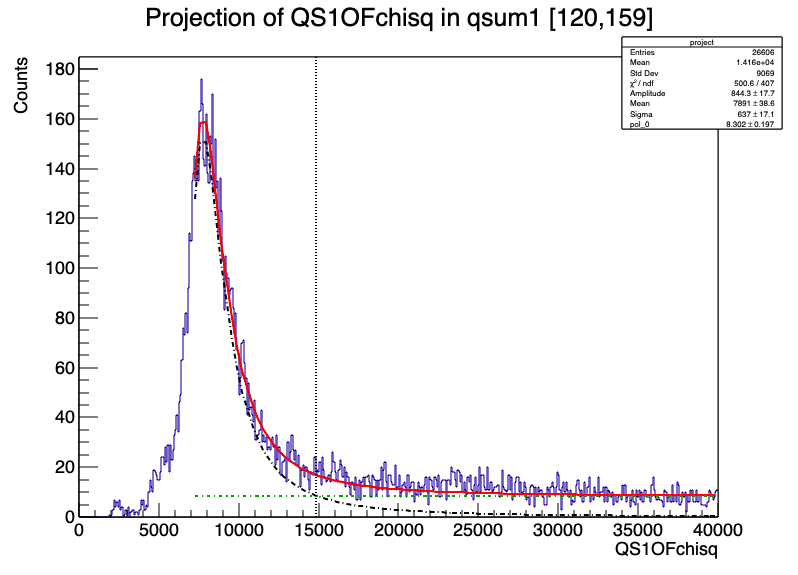 Projection of QS1OFchisq in qsum1 [120,159]
project
Entries 26606
Mean 1.416e+04
Std Dev 9069
χ² / ndf 500.6 / 407
Amplitude 844.3 ± 17.7
Mean 7891 ± 38.6
Sigma 637 ± 17.1
pol_0 8.302 ± 0.197
Counts
180
160
140
120
100
80
60
40
20
0
0 5000 10000 15000 20000 25000 30000 35000 40000
QS1OFchisq